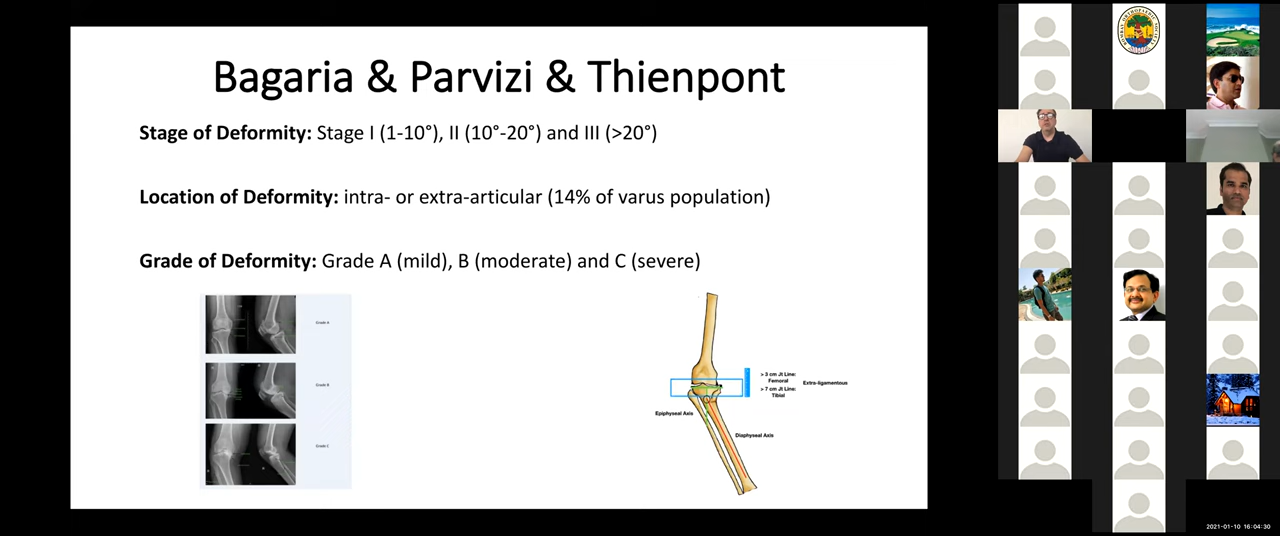 Bagaria & Parvizi & Thienpont
Stage of Deformity: Stage I (1-10°), II (10°-20°) and III (>20°)
Location of Deformity: intra- or extra-articular (14% of varus population)
Grade of Deformity: Grade A (mild), B (moderate) and C (severe)
Grade A
Grade B
Grade C
> 3 cm Jt Line:
Femoral
> 7 cm Jt Line:
Tibial
Extra-ligamentous
Epiphyseal Axis
Diaphyseal Axis
2021-01-10 16:04:30